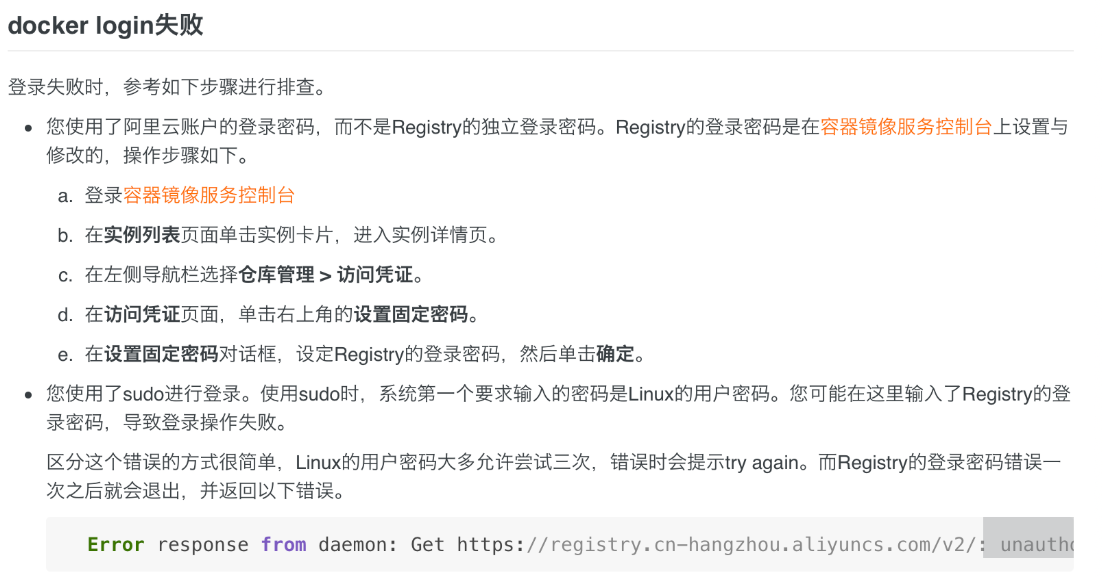 docker login失败
登录失败时，参考如下步骤进行排查。
• 您使用了阿里云账户的登录密码，而不是Registry的独立登录密码。Registry的登录密码是在容器镜像服务控制台上设置与
修改的，操作步骤如下。
a. 登录容器镜像服务控制台
b. 在实例列表页面单击实例卡片，进入实例详情页。
c. 在左侧导航栏选择仓库管理 > 访问凭证。
d. 在访问凭证页面，单击右上角的设置固定密码。
e. 在设置固定密码对话框，设定Registry的登录密码，然后单击确定。
• 您使用了sudo进行登录。使用sudo时，系统第一个要求输入的密码是Linux的用户密码。您可能在这里输入了Registry的登
录密码，导致登录操作失败。
区分这个错误的方式很简单，Linux的用户密码大多允许尝试三次，错误时会提示try again。而Registry的登录密码错误一
次之后就会退出，并返回以下错误。
Error response from daemon: Get https://registry.cn-hangzhou.aliyuncs.com/v2/: unautho